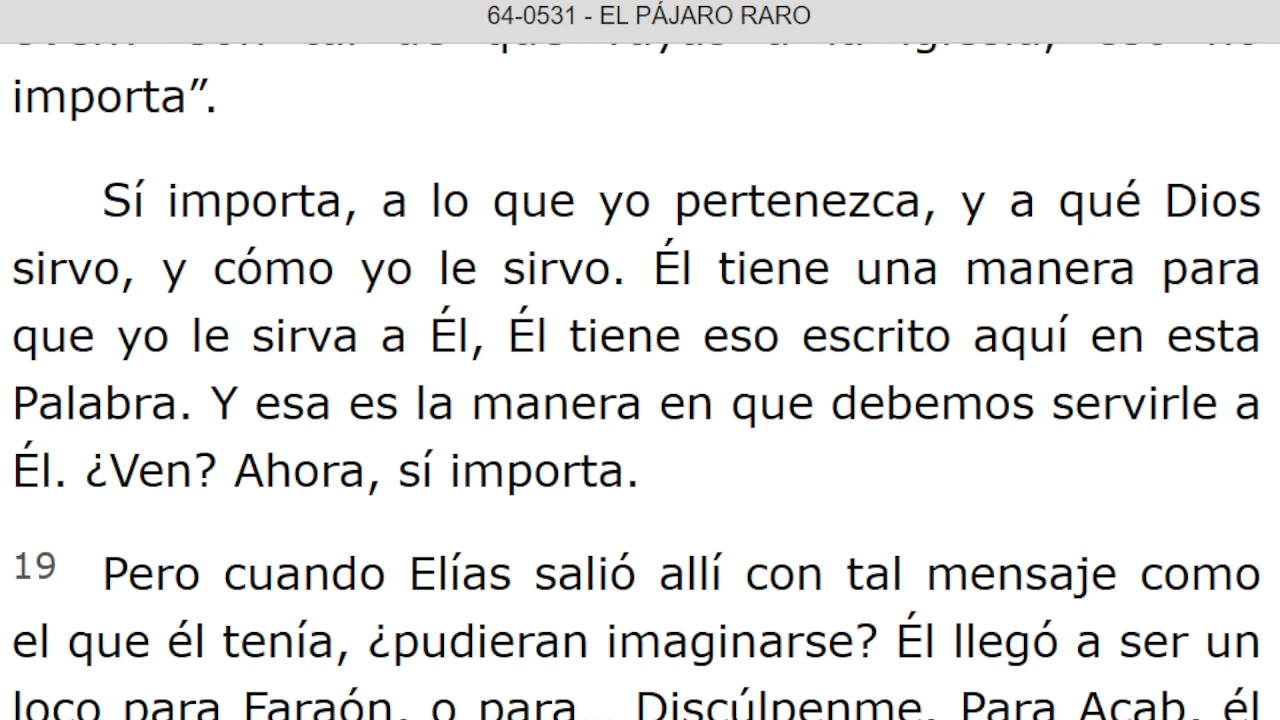 64-0531 - EL PÁJARO RARO
importa”.
Sí importa, a lo que yo pertenezca, y a qué Dios
sirvo, y cómo yo le sirvo. Él tiene una manera para
que yo le sirva a Él, Él tiene eso escrito aquí en esta
Palabra. Y esa es la manera en que debemos servirle a
Él. ¿Ven? Ahora, sí importa.
19 Pero cuando Elías salió allí con tal mensaje como
el que él tenía, ¿pudieran imaginarse? Él llegó a ser un
loco para Faraón, o para... Discúlpenme. Para Acab, él